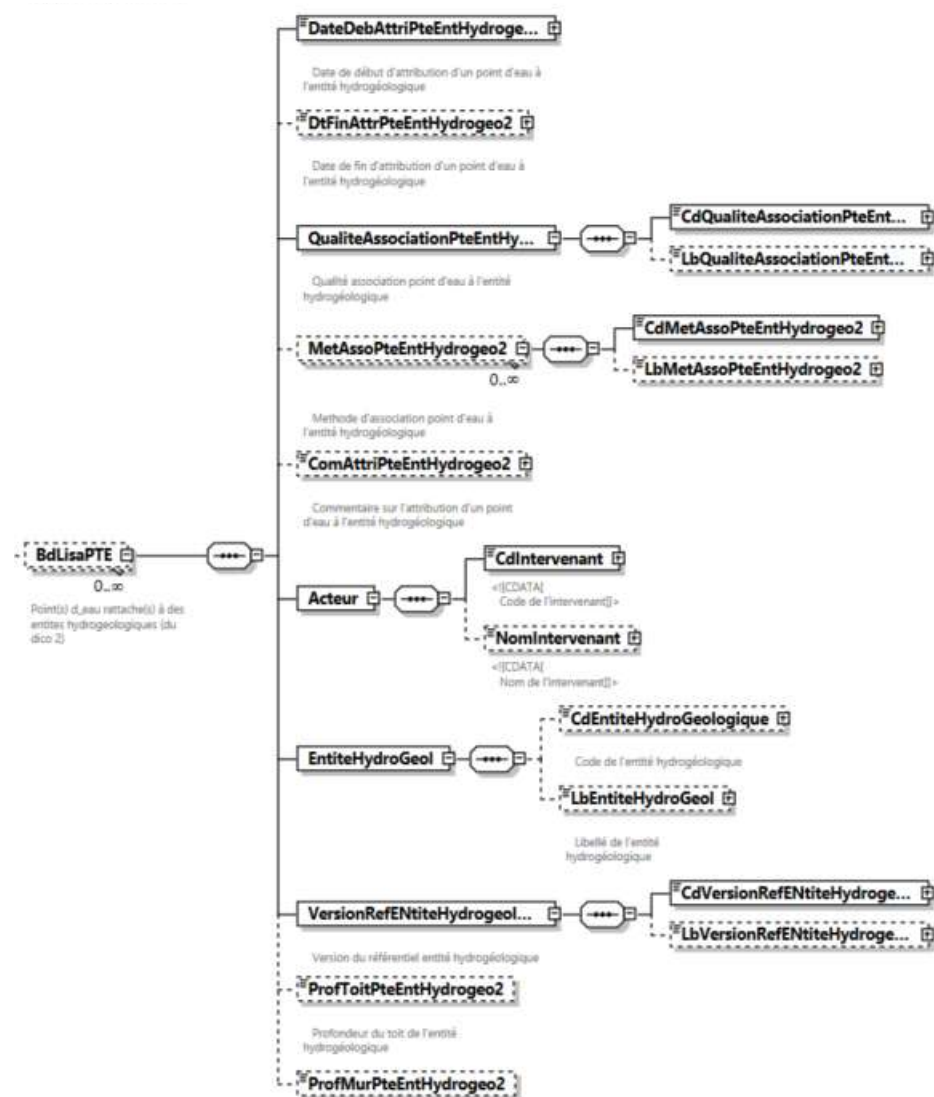 DateDebAttriPteEntHydroge...
Date de début d'attribution d'un point d'eau à
l'entité hydrogéologique
DtFinAttrPteEntHydrogeo2
Date de fin d'attribution d'un point d'eau à
l'entité hydrogéologique
QualiteAssociationPteEntHy...
CdQualiteAssociationPteEnt...
LbQualiteAssociationPteEnt...
Qualité association point d'eau à l'entité
hydrogéologique
MetAssoPteEntHydrogeo2
0..∞
CdMetAssoPteEntHydrogeo2
LbMetAssoPteEntHydrogeo2
Methode d'association point d'eau à
l'entité hydrogéologique
ComAttriPteEntHydrogeo2
Commentaire sur l'attribution d'un point
d'eau à l'entité hydrogéologique
BdLisaPTE
0..∞
Point(s) d_eau rattache(s) à des
entites hydrogeologiques (du
dico 2)
Acteur
CdIntervenant
<![CDATA[
Code de l'intervenant]]>
NomIntervenant
<![CDATA[
Nom de l'intervenant]]>
EntiteHydroGeol
CdEntiteHydroGeologique
Code de l'entité hydrogéologique
LbEntiteHydroGeol
Libellé de l'entité
hydrogéologique
VersionRefENtiteHydrogeol...
CdVersionRefENtiteHydroge...
LbVersionRefENtiteHydroge...
Version du référentiel entité hydrogéologique
ProfToitPteEntHydrogeo2
Profondeur du toit de l'entité
hydrogéologique
ProfMurPteEntHydrogeo2